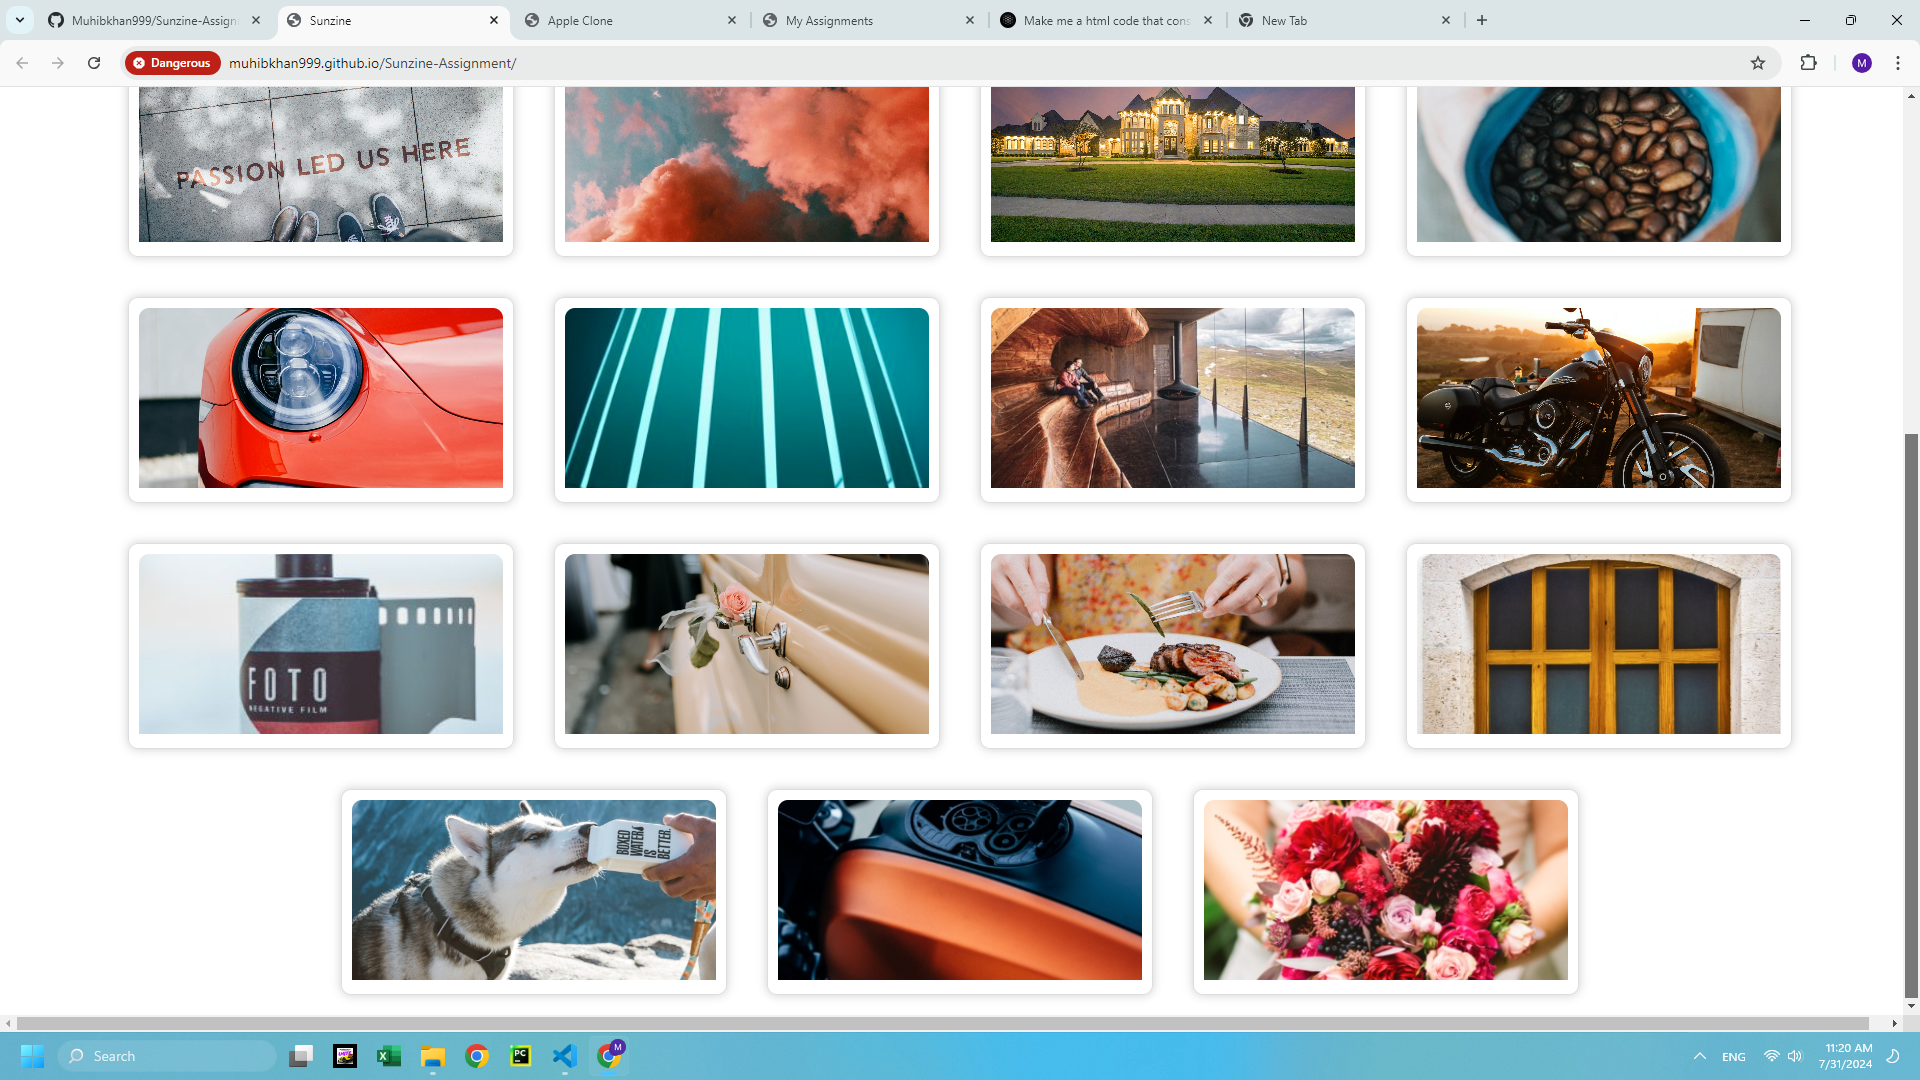 Muhibkhan999/Sunzine-Assign
Sunzine
Apple Clone
My Assignments
Make me a html code that cons
New Tab
Dangerous
muhibkhan999.github.io/Sunzine-Assignment/
M
PASSION LED US HERE
FOTO
NEGATIVE FILM
BOXED
WATER
IS
BETTER.
Search
PC
M
ENG
11:20 AM
7/31/2024